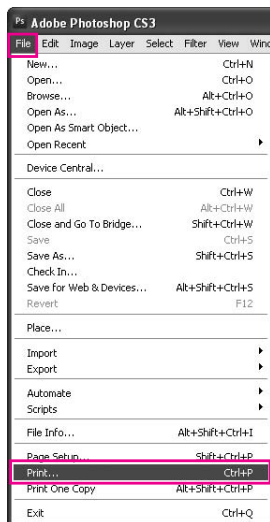 Ps Adobe Photoshop CS3
File Edit Image Layer Select Filter View
New... Ctrl+N
Open... Ctrl+O
Browse... Alt+Ctrl+O
Open As... Alt+Shift+Ctrl+O
Open As Smart Object...
Open Recent
Device Central...
Close Ctrl+W
Close All Alt+Ctrl+W
Close and Go To Bridge... Shift+Ctrl+W
Save Ctrl+S
Save As... Shift+Ctrl+S
Check In...
Save for Web & Devices... Alt+Shift+Ctrl+S
Revert F12
Place...
Import
Export
Automate
Scripts
File Info... Alt+Shift+Ctrl+I
Page Setup... Shift+Ctrl+P
Print... Ctrl+P
Print One Copy Alt+Shift+Ctrl+P
Exit Ctrl+Q